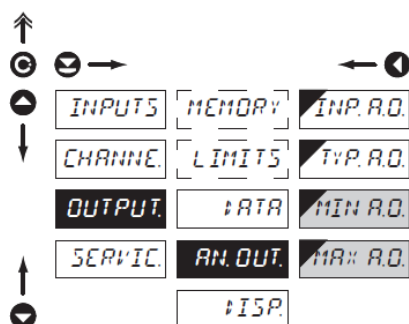 INPUTS MEMORY INP. A.O.
CHANNE. LIMITS TYP. A.O.
OUTPUT. DATA MIN A.O.
SERVIC. AN. OUT. MAX A.O.
DISP.